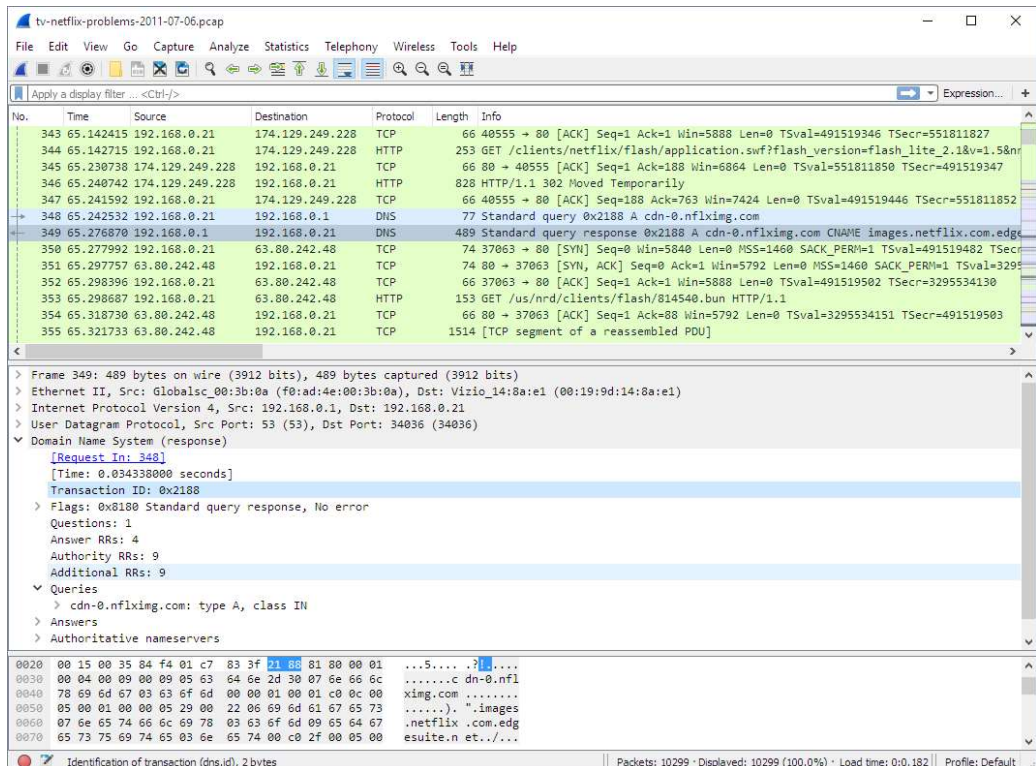 tv-netflix-problems-2011-07-06.pcap
File Edit View Go Capture Analyze Statistics Telephony Wireless Tools Help
Apply a display filter ... <Ctrl-/> Expression... +
No. Time Source Destination Protocol Length Info
343 65.142415 192.168.0.21 174.129.249.228 TCP 66 40555 → 80 [ACK] Seq=1 Ack=1 Win=5888 Len=0 TSval=491519346 TSecr=551811827
344 65.142715 192.168.0.21 174.129.249.228 HTTP 253 GET /clients/netflix/flash/application.swf?flash_version=flash_lite_2.1&v=1.5&nr
345 65.230738 174.129.249.228 192.168.0.21 TCP 66 80 → 40555 [ACK] Seq=1 Ack=188 Win=6864 Len=0 TSval=551811850 TSecr=491519347
346 65.240742 174.129.249.228 192.168.0.21 HTTP 828 HTTP/1.1 302 Moved Temporarily
347 65.241592 192.168.0.21 174.129.249.228 TCP 66 40555 → 80 [ACK] Seq=188 Ack=763 Win=7424 Len=0 TSval=491519446 TSecr=551811852
348 65.242532 192.168.0.21 192.168.0.1 DNS 77 Standard query 0x2188 A cdn-0.nflximg.com
349 65.276870 192.168.0.1 192.168.0.21 DNS 489 Standard query response 0x2188 A cdn-0.nflximg.com CNAME images.netflix.com.edge
350 65.277992 192.168.0.21 63.80.242.48 TCP 74 37063 → 80 [SYN] Seq=0 Win=5840 Len=0 MSS=1460 SACK_PERM=1 TSval=491519482 TSecr
351 65.297757 63.80.242.48 192.168.0.21 TCP 74 80 → 37063 [SYN, ACK] Seq=0 Ack=1 Win=5792 Len=0 MSS=1460 SACK_PERM=1 TSval=3295
352 65.298396 192.168.0.21 63.80.242.48 TCP 66 37063 → 80 [ACK] Seq=1 Ack=1 Win=5888 Len=0 TSval=491519502 TSecr=3295534130
353 65.298687 192.168.0.21 63.80.242.48 HTTP 153 GET /us/nrd/clients/flash/814540.bun HTTP/1.1
354 65.318730 63.80.242.48 192.168.0.21 TCP 66 80 → 37063 [ACK] Seq=1 Ack=88 Win=5792 Len=0 TSval=3295534151 TSecr=491519503
355 65.321733 63.80.242.48 192.168.0.21 TCP 1514 [TCP segment of a reassembled PDU]
Frame 349: 489 bytes on wire (3912 bits), 489 bytes captured (3912 bits)
Ethernet II, Src: Globalsc_00:3b:0a (f0:ad:4e:00:3b:0a), Dst: Vizio_14:8a:e1 (00:19:9d:14:8a:e1)
Internet Protocol Version 4, Src: 192.168.0.1, Dst: 192.168.0.21
User Datagram Protocol, Src Port: 53 (53), Dst Port: 34036 (34036)
Domain Name System (response)
[Request In: 348]
[Time: 0.034338000 seconds]
Transaction ID: 0x2188
Flags: 0x8180 Standard query response, No error
Questions: 1
Answer RRs: 4
Authority RRs: 9
Additional RRs: 9
Queries
cdn-0.nflximg.com: type A, class IN
Answers
Authoritative nameservers
0020 00 15 00 35 84 f4 01 c7 83 3f 21 88 81 80 00 01 ...5.... .?!.....
0030 00 04 00 09 00 09 05 63 64 6e 2d 30 07 6e 66 6c .......c dn-0.nfl
0040 78 69 6d 67 03 63 6f 6d 00 00 01 00 01 c0 0c 00 ximg.com ........
0050 05 00 01 00 00 05 29 00 22 06 69 6d 61 67 65 73 ......). ".images
0060 07 6e 65 74 66 6c 69 78 03 63 6f 6d 09 65 64 67 .netflix .com.edg
0070 65 73 75 69 74 65 03 6e 65 74 00 c0 2f 00 05 00 esuite.n et../...
Identification of transaction (dns.id), 2 bytes Packets: 10299 · Displayed: 10299 (100.0%) · Load time: 0:0.182 Profile: Default